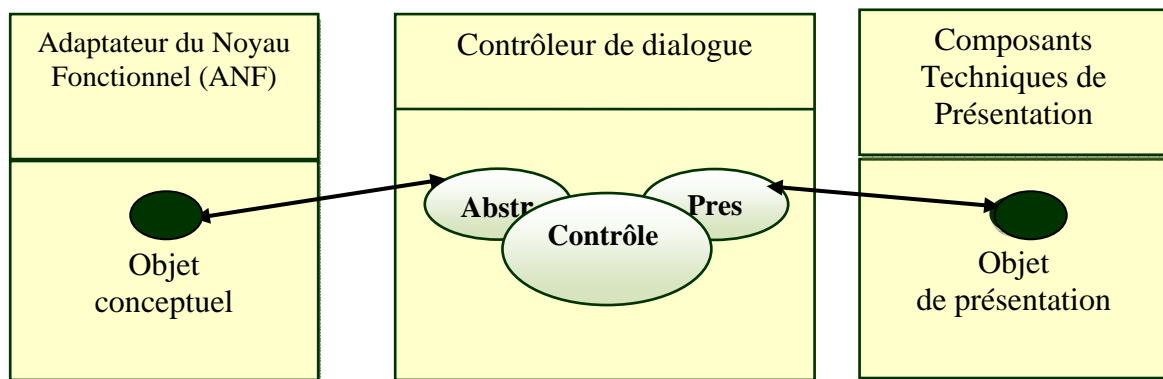 Adaptateur du Noyau
Fonctionnel (ANF)
Contrôleur de dialogue
Composants
Techniques de
Présentation
Abstr
Pres
Contrôle
Objet
conceptuel
Objet
de présentation